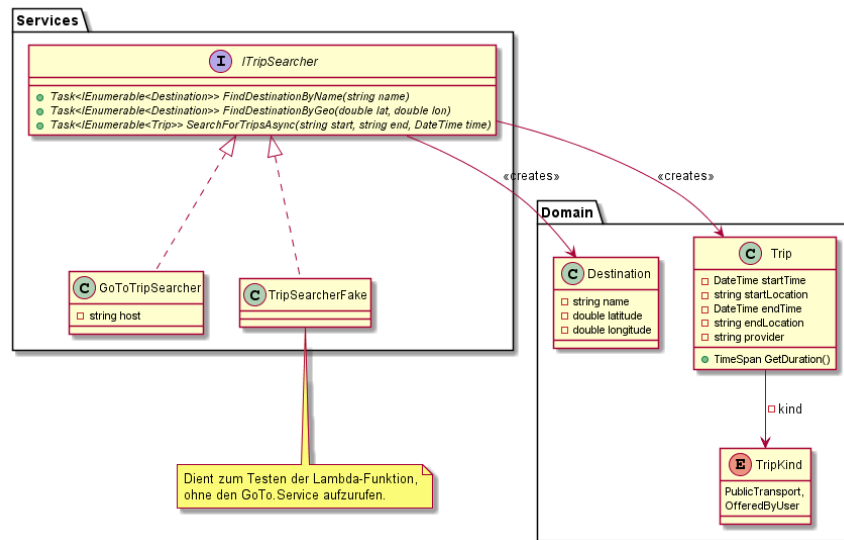 Services
I ITripSearcher
Task<IEnumerable<Destination>> FindDestinationByName(string name)
Task<IEnumerable<Destination>> FindDestinationByGeo(double lat, double lon)
Task<IEnumerable<Trip>> SearchForTripsAsync(string start, string end, DateTime time)
«creates»
«creates»
Domain
C GoToTripSearcher
string host
C TripSearcherFake
C Destination
string name
double latitude
double longitude
C Trip
DateTime startTime
string startLocation
DateTime endTime
string endLocation
string provider
TimeSpan GetDuration()
kind
E TripKind
PublicTransport,
OfferedByUser
Dient zum Testen der Lambda-Funktion,
ohne den GoTo.Service aufzurufen.